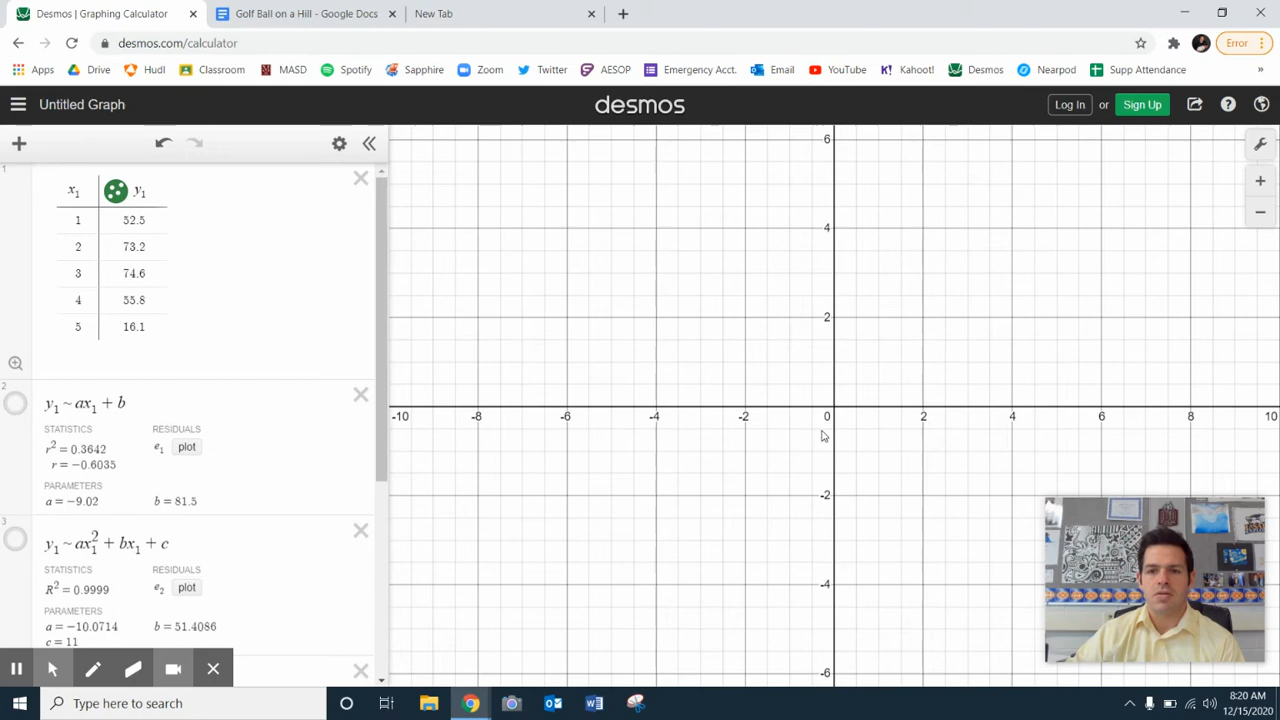 Desmos | Graphing Calculator
Golf Ball on a Hill - Google Docs
New Tab
desmos.com/calculator
Error
Apps
Drive
Hudl
Classroom
MASD
Spotify
Sapphire
Zoom
Twitter
AESOP
Emergency Acct.
Email
YouTube
Kahoot!
Desmos
Nearpod
Supp Attendance
»
Untitled Graph
desmos
Log In or Sign Up
1
x₁ y₁
1 52.5
2 73.2
3 74.6
4 55.8
5 16.1
2
y₁ ~ ax₁ + b
STATISTICS RESIDUALS
r² = 0.3642 e₁ plot
r = −0.6035
PARAMETERS
a = −9.02 b = 81.5
3
y₁ ~ ax₁² + bx₁ + c
STATISTICS RESIDUALS
R² = 0.9999 e₂ plot
PARAMETERS
a = −10.0714 b = 51.4086
c = 11
6
4
2
-10 -8 -6 -4 -2 0 2 4 6 8 10
-2
-4
-6
Type here to search
8:20 AM
12/15/2020